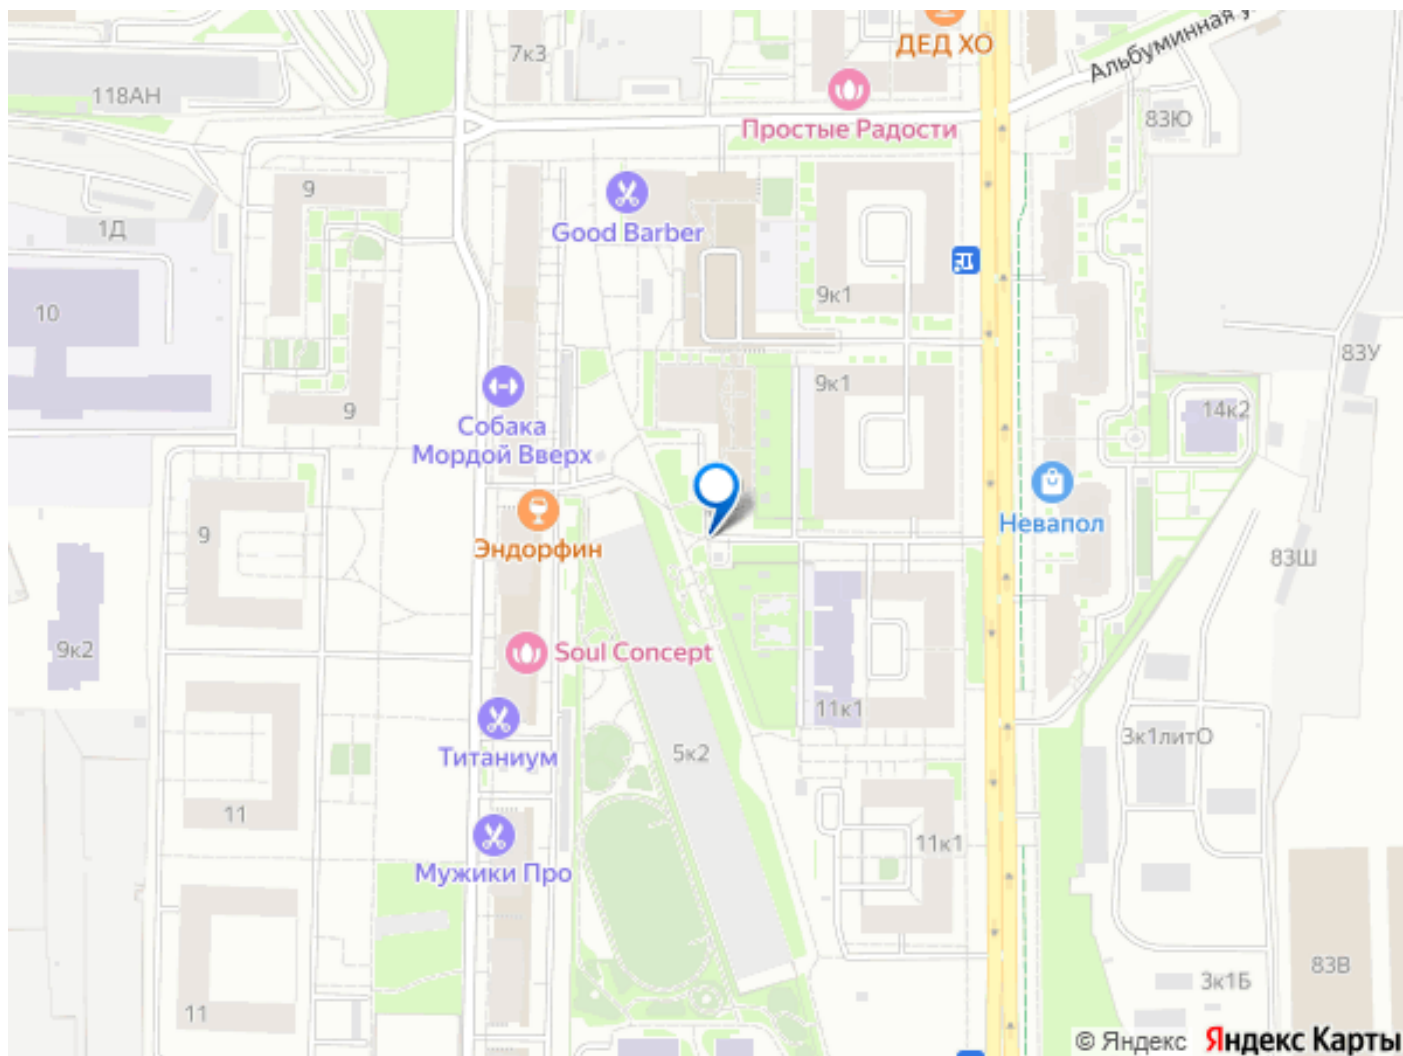 ДЕД ХО
Альбуминная у
7к3
118АН
Простые Радости
83Ю
9
Good Barber
1Д
9к1
10
83У
9к1
9
14к2
Собака
Мордой Вверх
Невапол
9
Эндорфин
83Ш
9к2
Soul Concept
11к1
3к1литО
Титаниум
5к2
11
11к1
Мужики Про
83В
3к1Б
11
© Яндекс Яндекс Карты